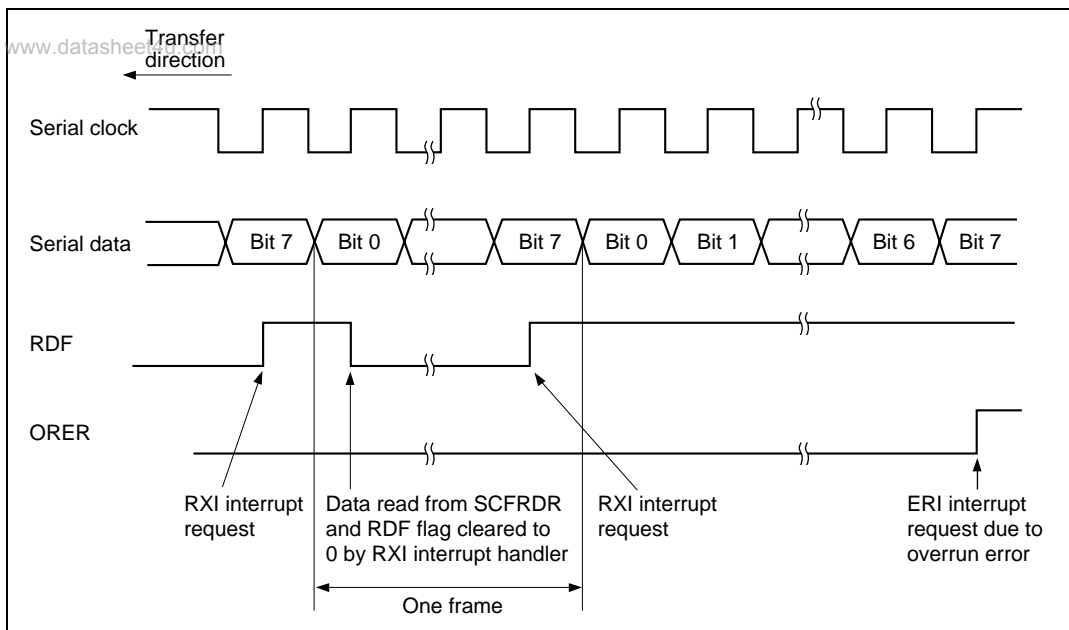 www.datasheet4u.com
Transfer
direction
Serial clock
Serial data
Bit 7
Bit 0
Bit 7
Bit 0
Bit 1
Bit 6
Bit 7
RDF
ORER
RXI interrupt
request
Data read from SCFRDR
and RDF flag cleared to
0 by RXI interrupt handler
RXI interrupt
request
ERI interrupt
request due to
overrun error
One frame